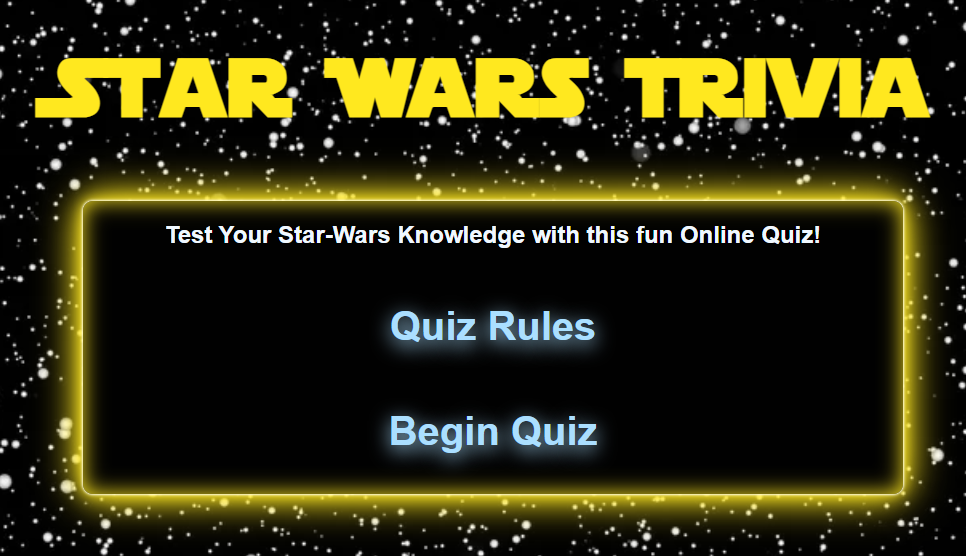 STAR WARS TRIVIA
Test Your Star-Wars Knowledge with this fun Online Quiz!
Quiz Rules
Begin Quiz